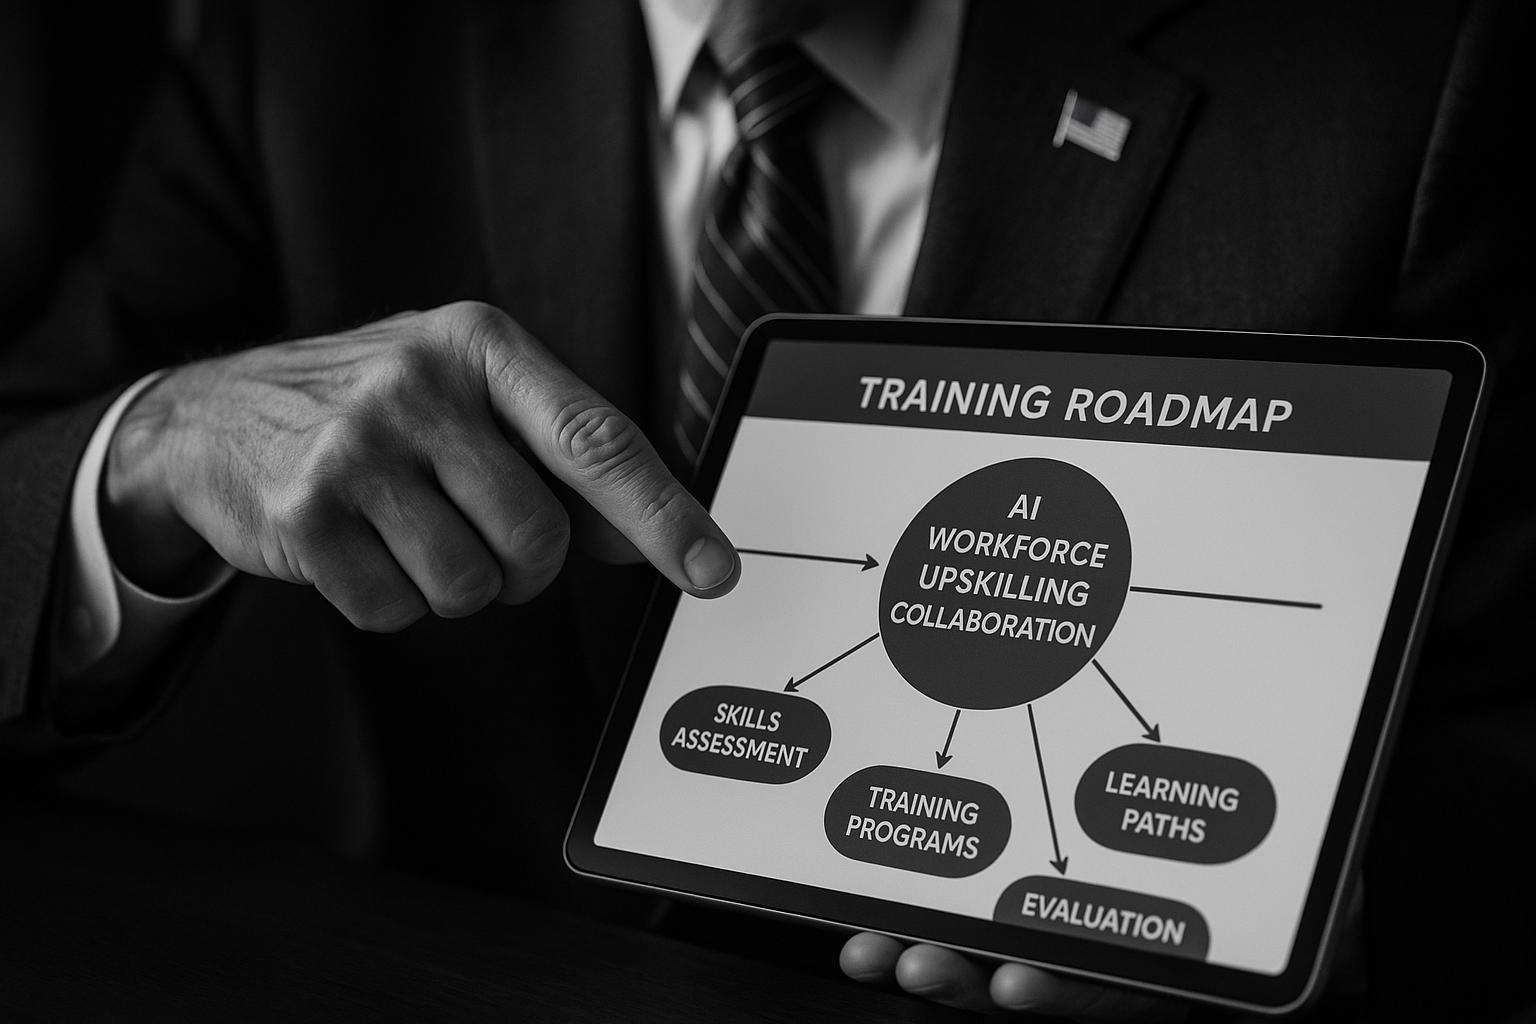 TRAINING ROADMAP
AI
WORKFORCE
UPSKILLING
COLLABORATION
SKILLS
ASSESSMENT
TRAINING
PROGRAMS
LEARNING
PATHS
EVALUATION